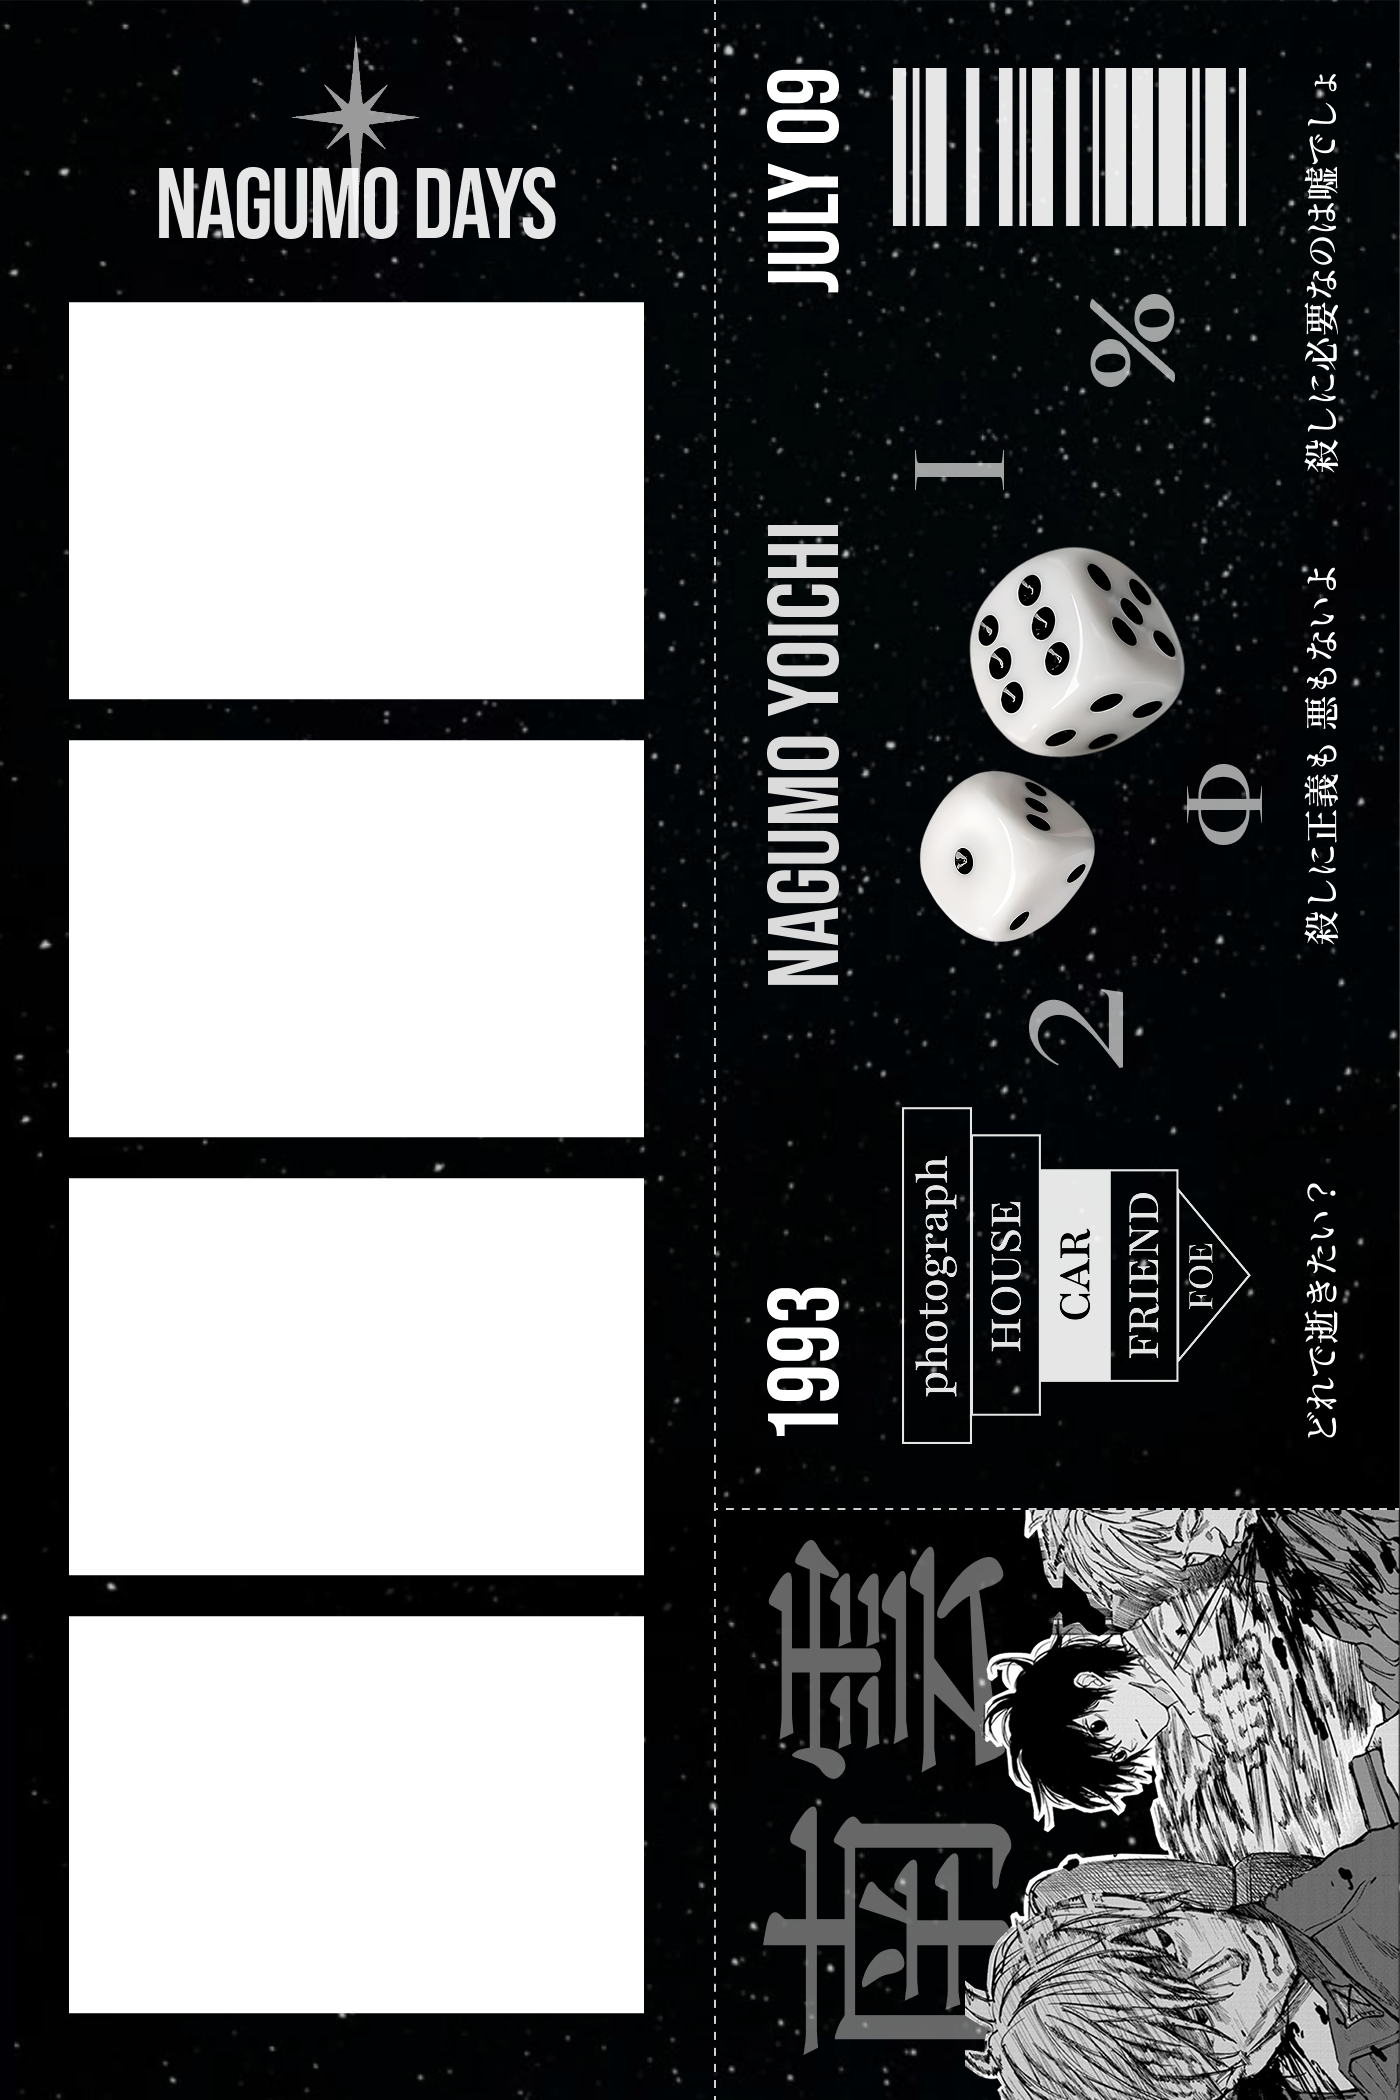 NAGUMO DAYS
1993
NAGUMO YOICHI
JULY 09
photograph
HOUSE
CAR
FRIEND
FOE
2
Φ
1
%
どれで逝きたい？
殺しに正義も 悪もないよ
殺しに必要なのは嘘でしょ
南雲